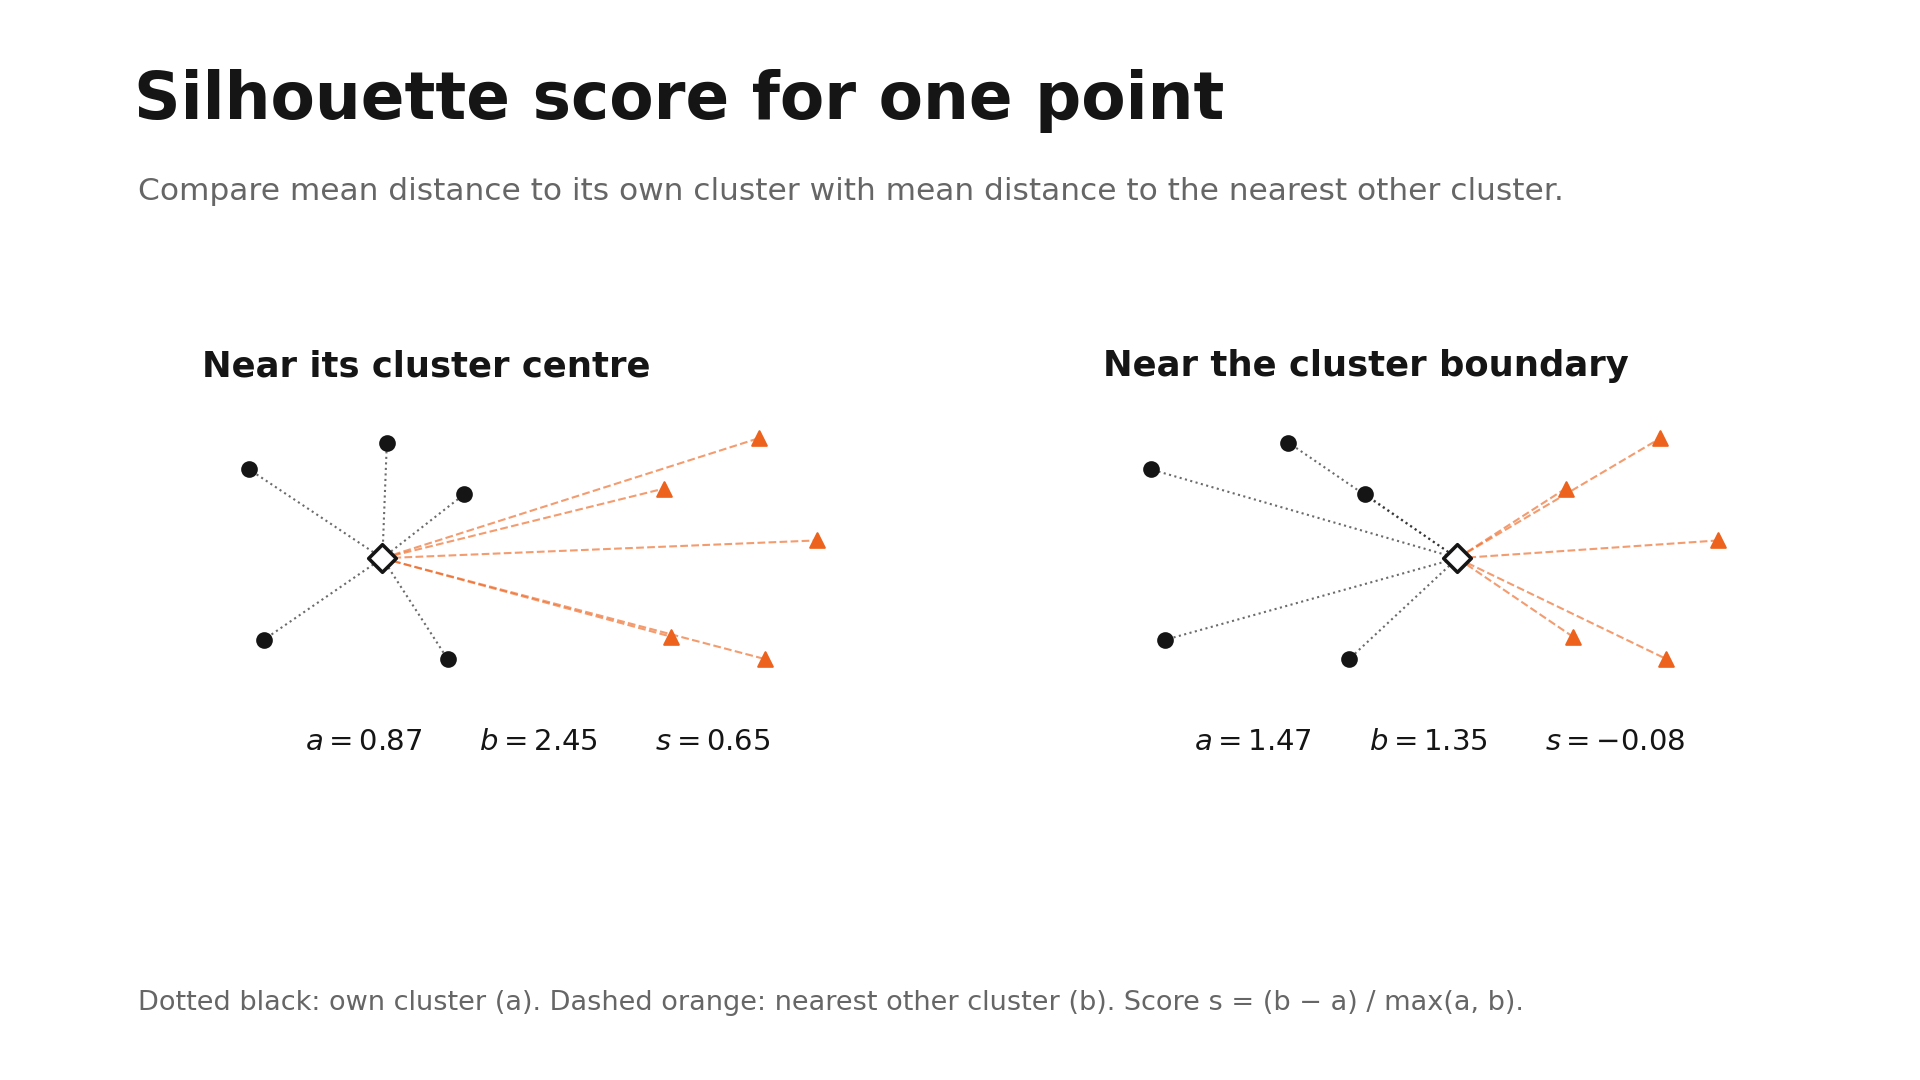 Silhouette score for one point
Compare mean distance to its own cluster with mean distance to the nearest other cluster.
Near its cluster centre
a = 0.87 b = 2.45 s = 0.65
Near the cluster boundary
a = 1.47 b = 1.35 s = −0.08
Dotted black: own cluster (a). Dashed orange: nearest other cluster (b). Score s = (b − a) / max(a, b).